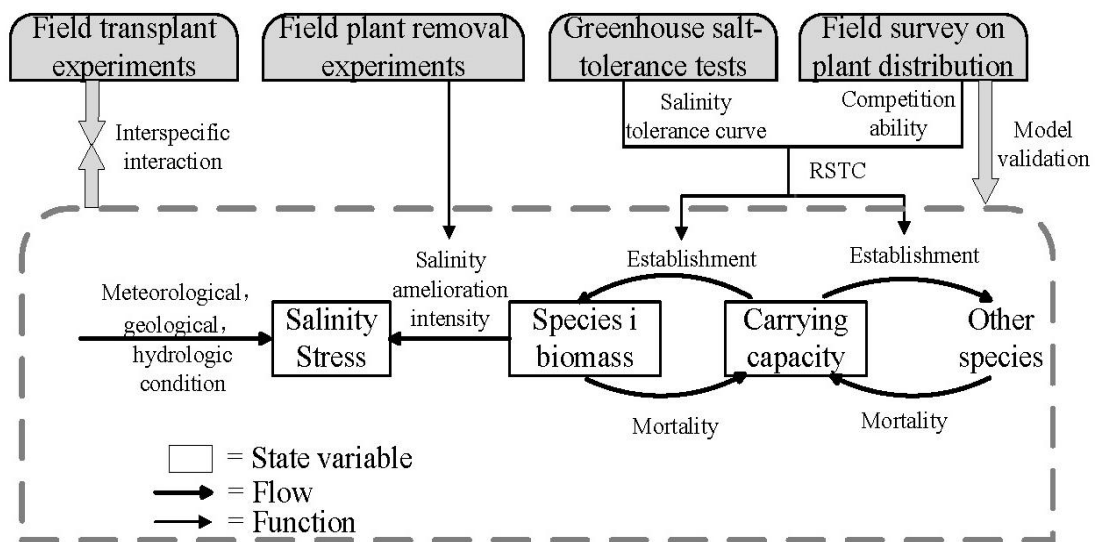 Field transplant
experiments
Field plant removal
experiments
Greenhouse salt-
tolerance tests
Field survey on
plant distribution
Interspecific
interaction
Salinity
tolerance curve
Competition
ability
Model
validation
RSTC
Salinity
amelioration
intensity
Establishment
Establishment
Meteorological,
geological,
hydrologic
condition
Salinity
Stress
Species i
biomass
Carrying
capacity
Other
species
Mortality
Mortality
= State variable
= Flow
= Function